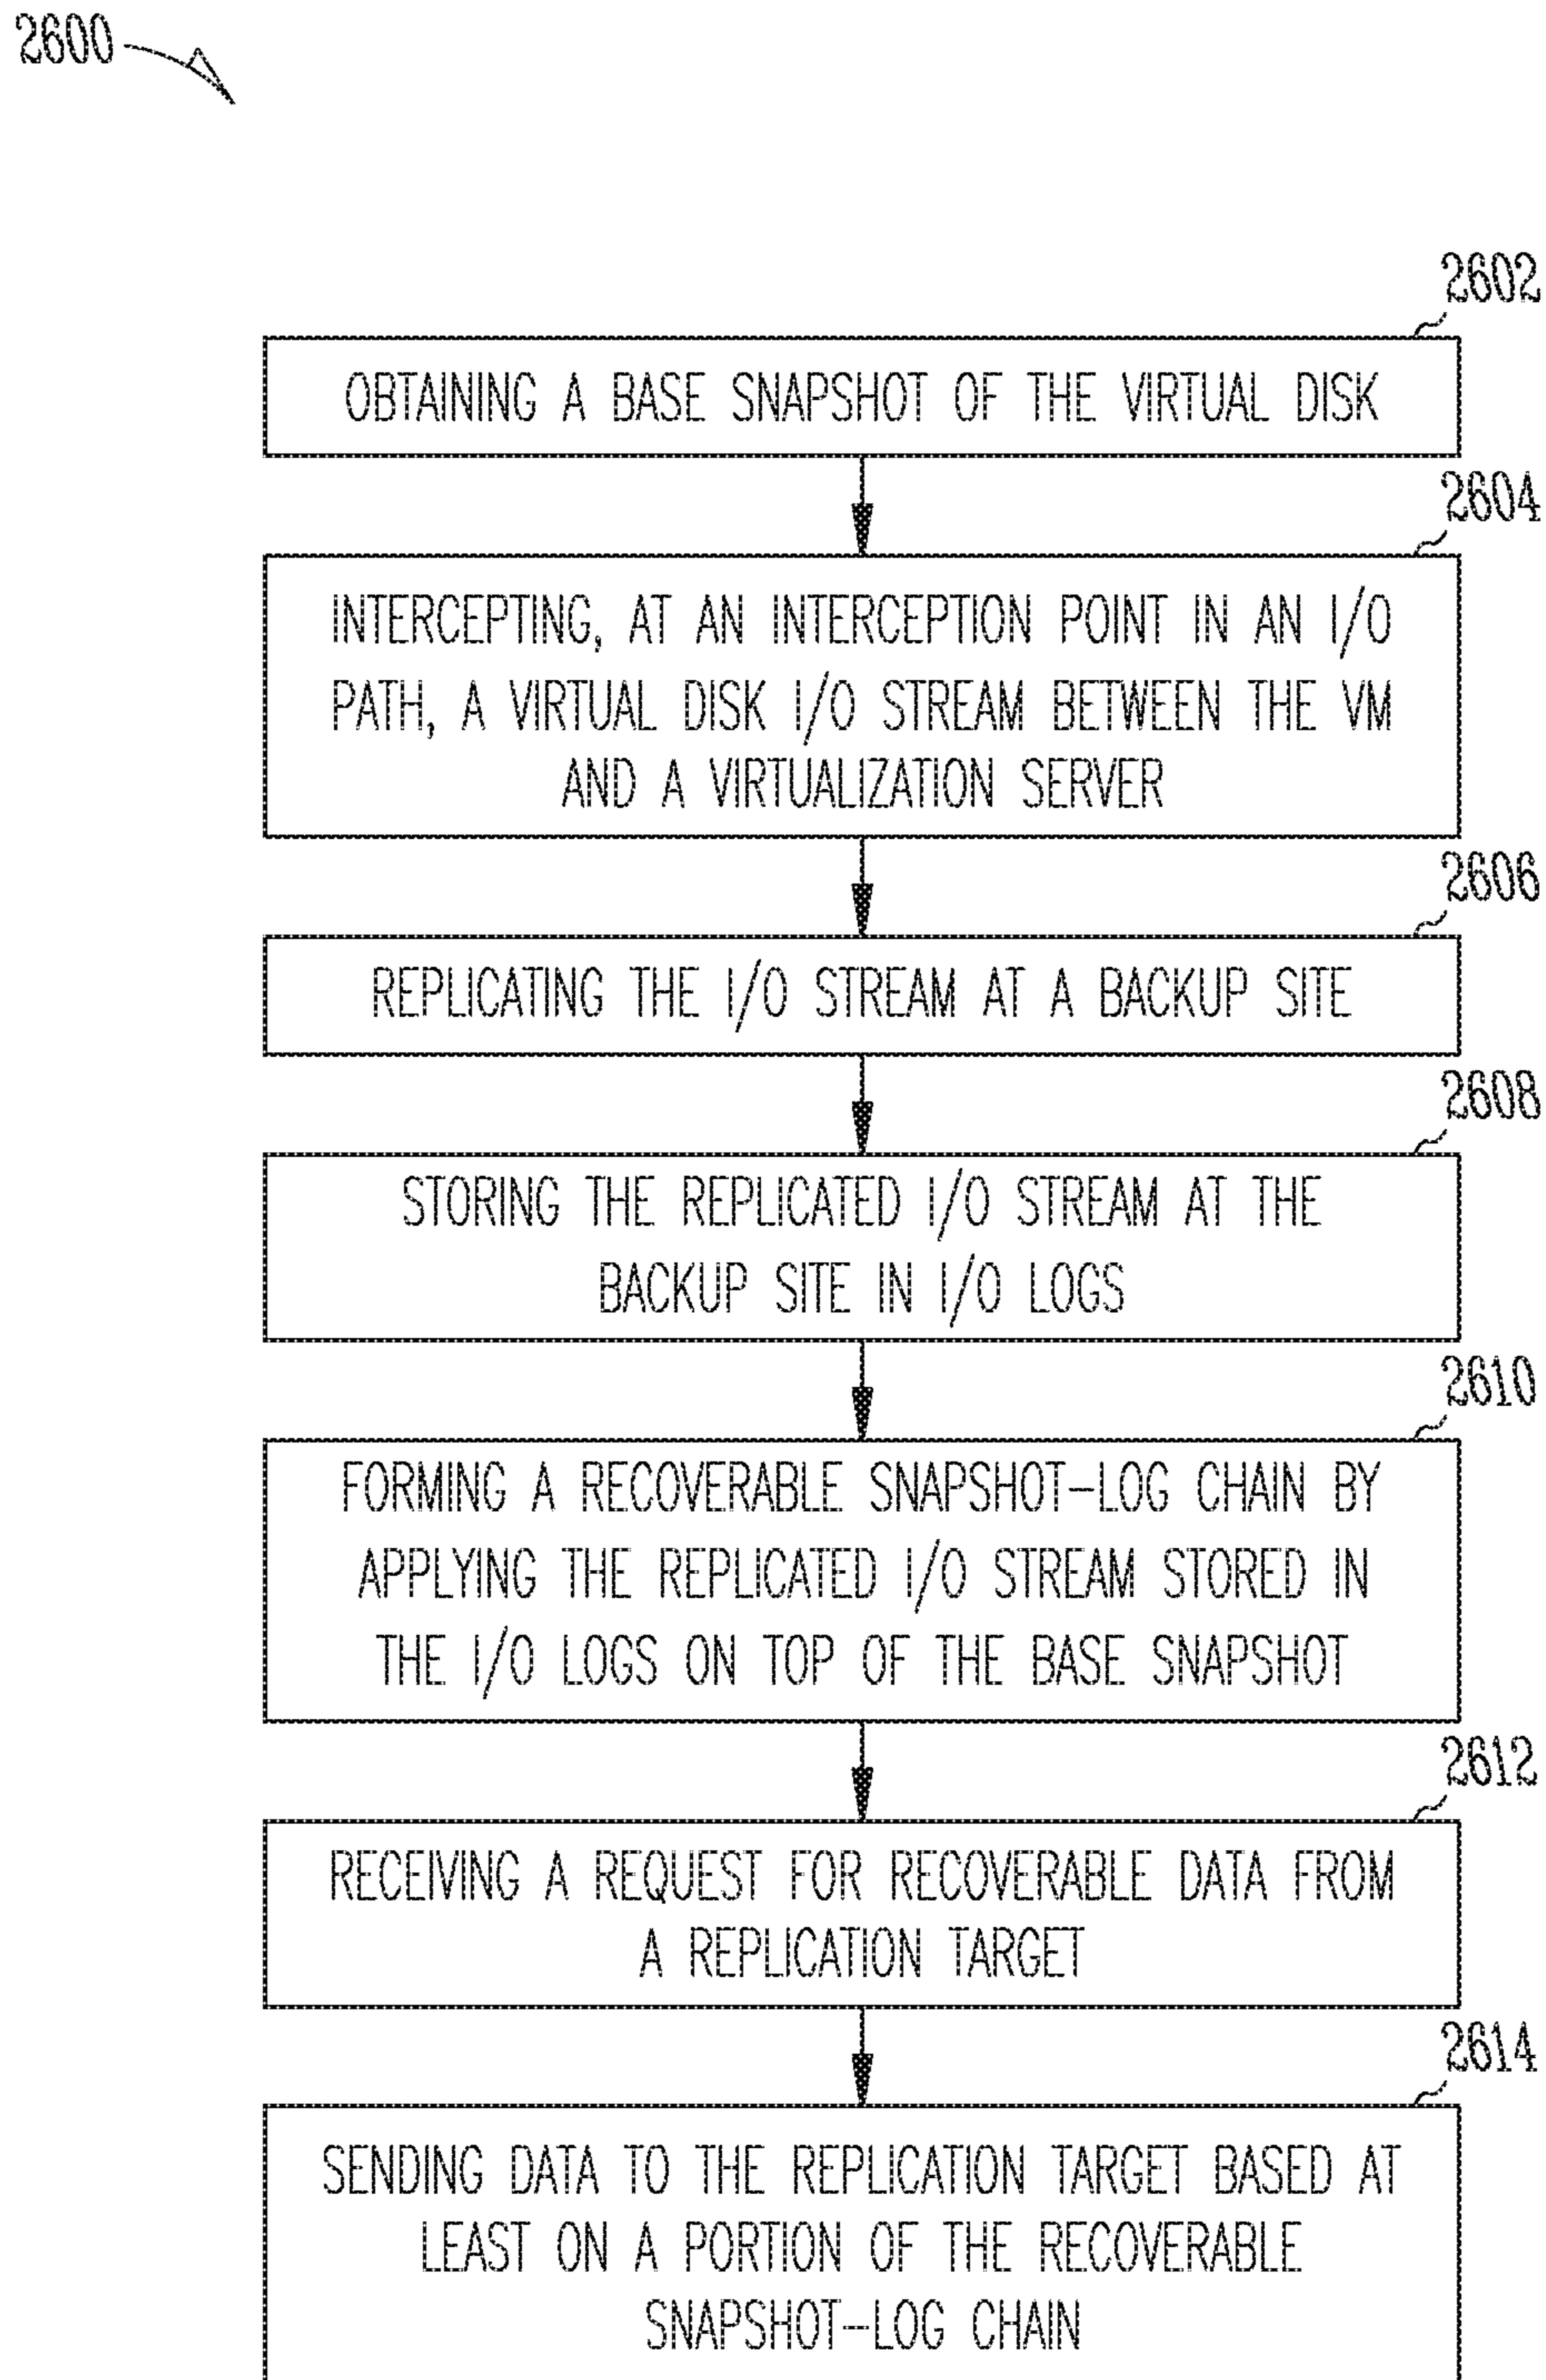 2600
2602
OBTAINING A BASE SNAPSHOT OF THE VIRTUAL DISK
2604
INTERCEPTING, AT AN INTERCEPTION POINT IN AN I/O
PATH, A VIRTUAL DISK I/O STREAM BETWEEN THE VM
AND A VIRTUALIZATION SERVER
2606
REPLICATING THE I/O STREAM AT A BACKUP SITE
2608
STORING THE REPLICATED I/O STREAM AT THE
BACKUP SITE IN I/O LOGS
2610
FORMING A RECOVERABLE SNAPSHOT-LOG CHAIN BY
APPLYING THE REPLICATED I/O STREAM STORED IN
THE I/O LOGS ON TOP OF THE BASE SNAPSHOT
2612
RECEIVING A REQUEST FOR RECOVERABLE DATA FROM
A REPLICATION TARGET
2614
SENDING DATA TO THE REPLICATION TARGET BASED AT
LEAST ON A PORTION OF THE RECOVERABLE
SNAPSHOT-LOG CHAIN